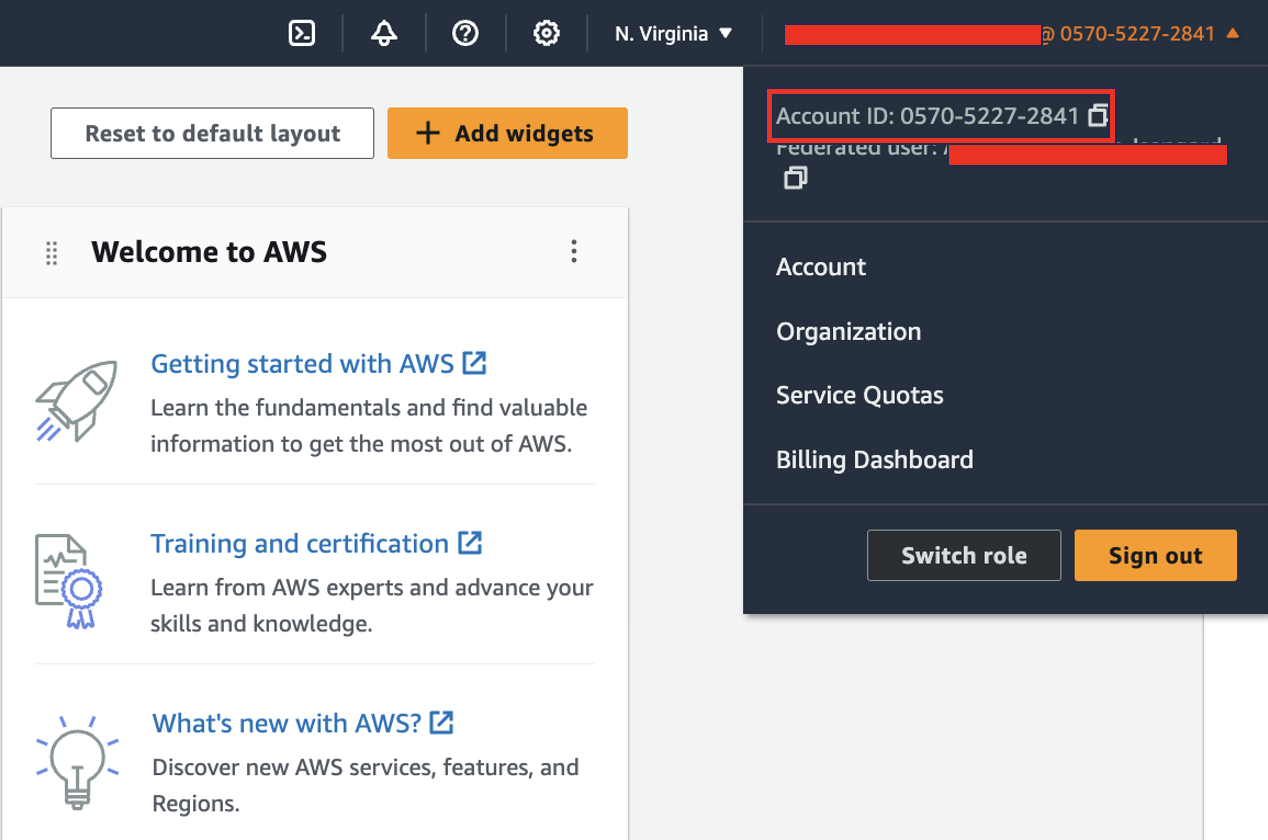 N. Virginia
@ 0570-5227-2841
Account ID: 0570-5227-2841
Federated user:
Reset to default layout
Add widgets
Welcome to AWS
Getting started with AWS
Learn the fundamentals and find valuable
information to get the most out of AWS.
Training and certification
Learn from AWS experts and advance your
skills and knowledge.
What's new with AWS?
Discover new AWS services, features, and
Regions.
Account
Organization
Service Quotas
Billing Dashboard
Switch role
Sign out